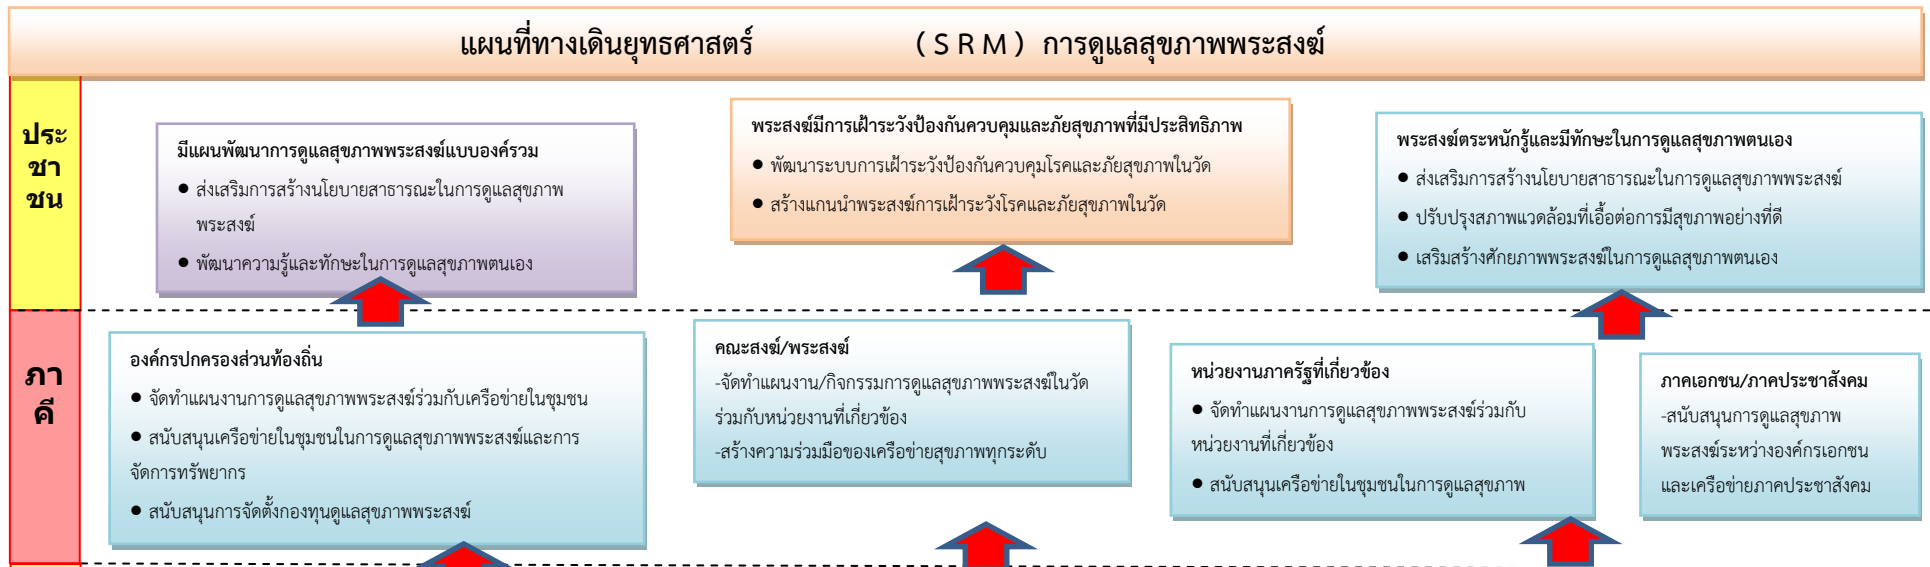 แผนที่ทางเดินยุทธศาสตร์ (SRM) การดูแลสุขภาพพระสงฆ์
ประ
ชา
ชน
มีแผนพัฒนาการดูแลสุขภาพพระสงฆ์แบบองค์รวม
● ส่งเสริมการสร้างนโยบายสาธารณะในการดูแลสุขภาพ
พระสงฆ์
● พัฒนาความรู้และทักษะในการดูแลสุขภาพตนเอง
พระสงฆ์มีการเฝ้าระวังป้องกันควบคุมและภัยสุขภาพที่มีประสิทธิภาพ
● พัฒนาระบบการเฝ้าระวังป้องกันควบคุมโรคและภัยสุขภาพในวัด
● สร้างแกนนำพระสงฆ์การเฝ้าระวังโรคและภัยสุขภาพในวัด
พระสงฆ์ตระหนักรู้และมีทักษะในการดูแลสุขภาพตนเอง
● ส่งเสริมการสร้างนโยบายสาธารณะในการดูแลสุขภาพพระสงฆ์
● ปรับปรุงสภาพแวดล้อมที่เอื้อต่อการมีสุขภาพอย่างที่ดี
● เสริมสร้างศักยภาพพระสงฆ์ในการดูแลสุขภาพตนเอง
ภา
คี
องค์กรปกครองส่วนท้องถิ่น
● จัดทำแผนงานการดูแลสุขภาพพระสงฆ์ร่วมกับเครือข่ายในชุมชน
● สนับสนุนเครือข่ายในชุมชนในการดูแลสุขภาพพระสงฆ์และการ
จัดการทรัพยากร
● สนับสนุนการจัดตั้งกองทุนดูแลสุขภาพพระสงฆ์
คณะสงฆ์/พระสงฆ์
-จัดทำแผนงาน/กิจกรรมการดูแลสุขภาพพระสงฆ์ในวัด
ร่วมกับหน่วยงานที่เกี่ยวข้อง
-สร้างความร่วมมือของเครือข่ายสุขภาพทุกระดับ
หน่วยงานภาครัฐที่เกี่ยวข้อง
● จัดทำแผนงานการดูแลสุขภาพพระสงฆ์ร่วมกับ
หน่วยงานที่เกี่ยวข้อง
● สนับสนุนเครือข่ายในชุมชนในการดูแลสุขภาพ
ภาคเอกชน/ภาคประชาสังคม
-สนับสนุนการดูแลสุขภาพ
พระสงฆ์ระหว่างองค์กรเอกชน
และเครือข่ายภาคประชาสังคม